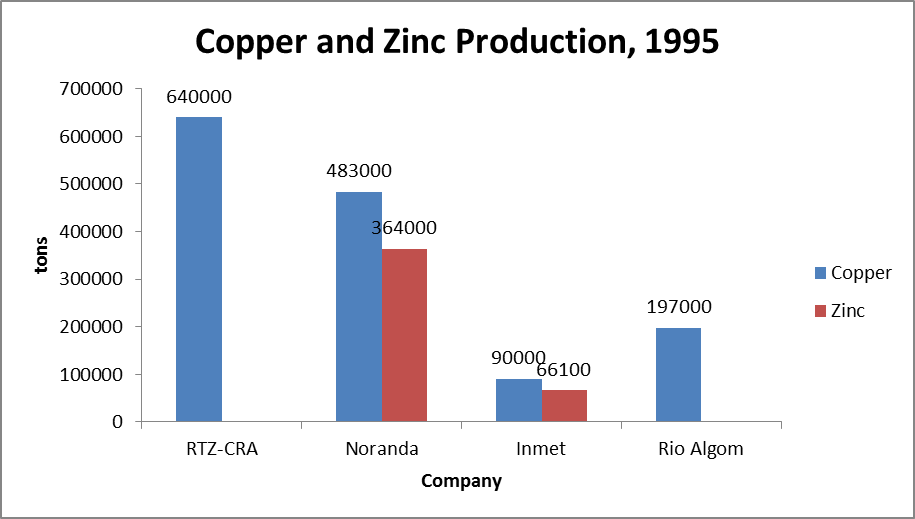 Copper and Zinc Production, 1995
700000
600000
500000
400000
300000
200000
100000
0
tons
640000
483000
364000
90000
66100
197000
RTZ-CRA
Noranda
Inmet
Rio Algom
Company
Copper
Zinc